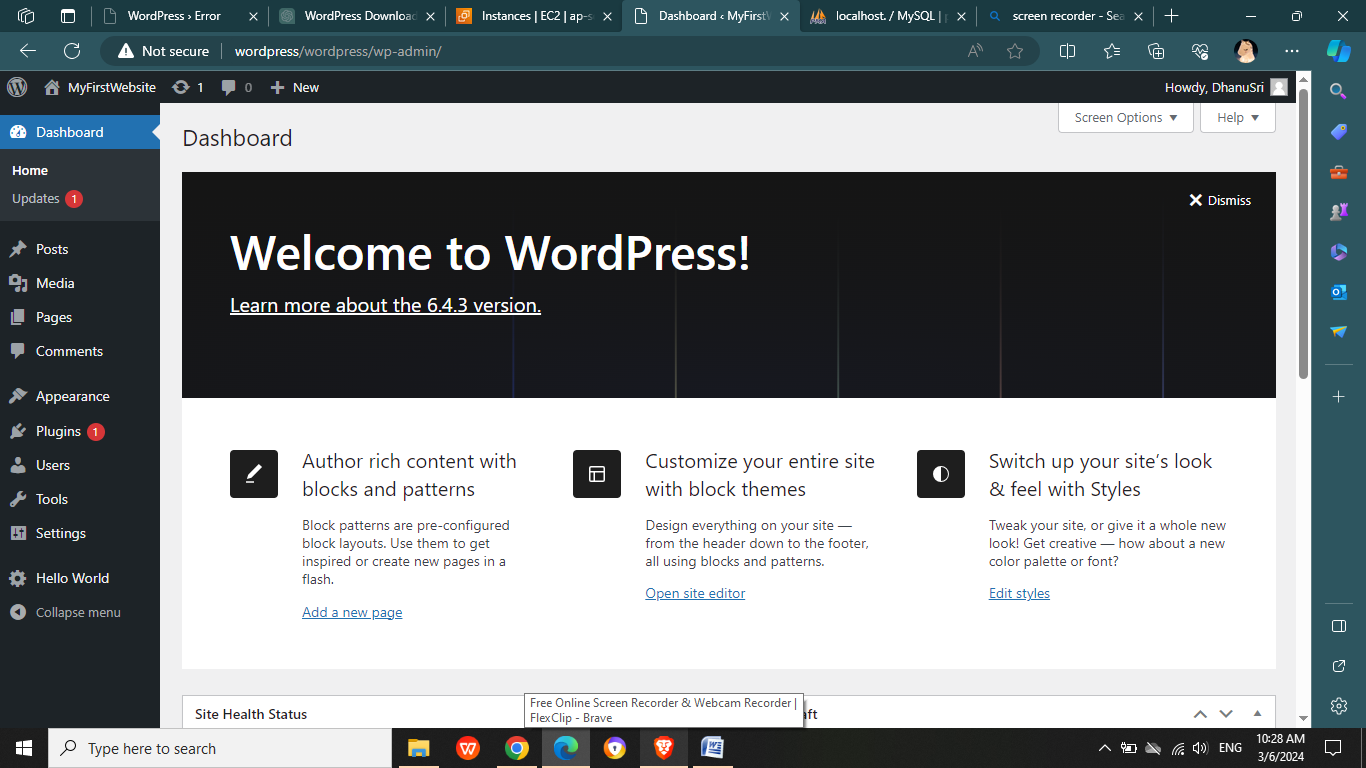 WordPress › Error
WordPress Download
Instances | EC2 | ap-s
Dashboard ‹ MyFirstW
localhost. / MySQL | p
screen recorder - Sea
Not secure
wordpress/wordpress/wp-admin/
MyFirstWebsite
1
0
New
Howdy, DhanuSri
Dashboard
Home
Updates 1
Posts
Media
Pages
Comments
Appearance
Plugins 1
Users
Tools
Settings
Hello World
Collapse menu
Dashboard
Screen Options
Help
Dismiss
Welcome to WordPress!
Learn more about the 6.4.3 version.
Author rich content with
blocks and patterns
Block patterns are pre-configured
block layouts. Use them to get
inspired or create new pages in a
flash.
Add a new page
Customize your entire site
with block themes
Design everything on your site —
from the header down to the footer,
all using blocks and patterns.
Open site editor
Switch up your site's look
& feel with Styles
Tweak your site, or give it a whole new
look! Get creative — how about a new
color palette or font?
Edit styles
Site Health Status
aft
Free Online Screen Recorder & Webcam Recorder |
FlexClip - Brave
Type here to search
ENG
10:28 AM
3/6/2024